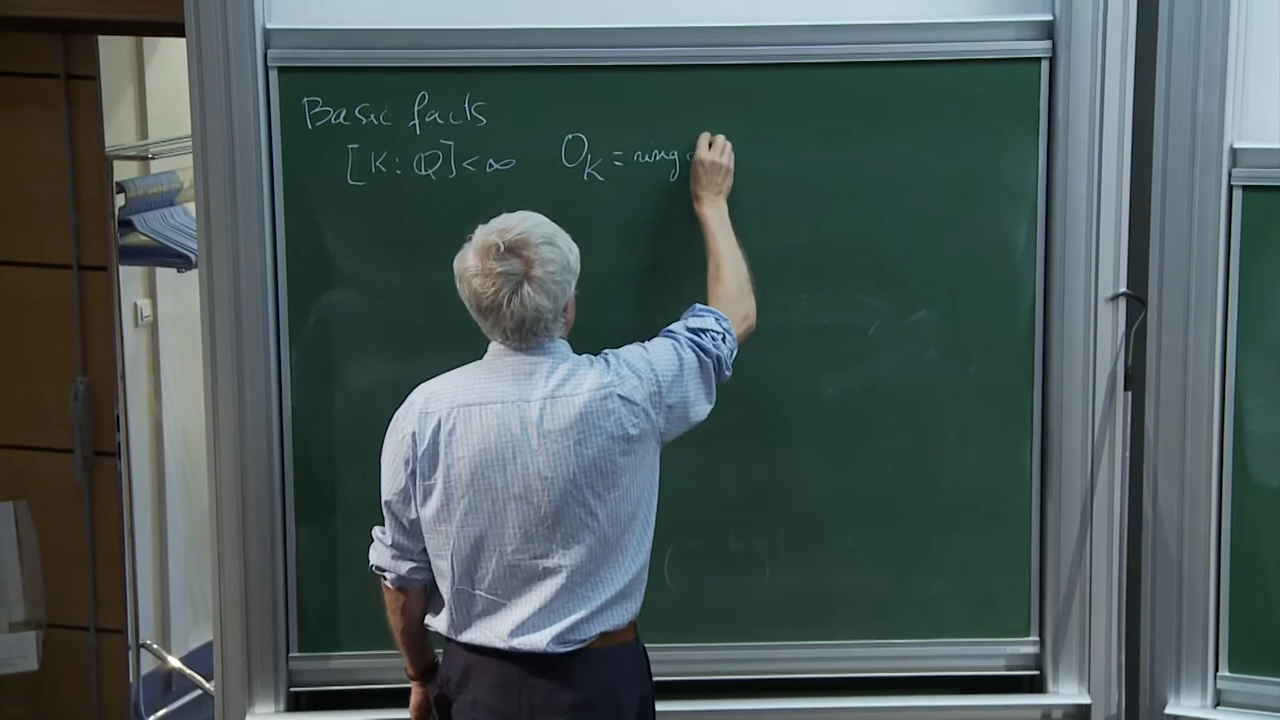 Basic facts
[K: ℚ] < ∞ O_K = ring